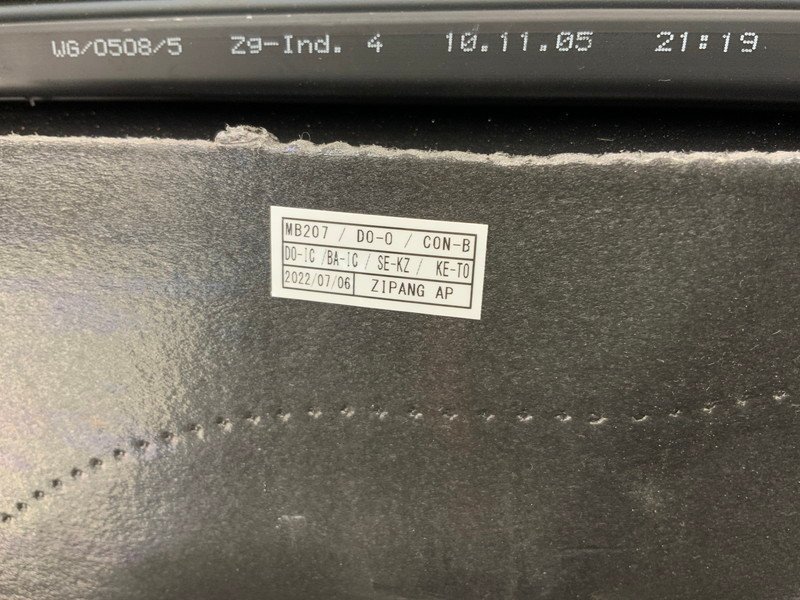 WG/0508/5 Z9-Ind. 4 10.11.05 21:19
MB207 / DO-O / CON-B
DO-IC /BA-IC / SE-KZ / KE-TO
2022/07/06 ZIPANG AP